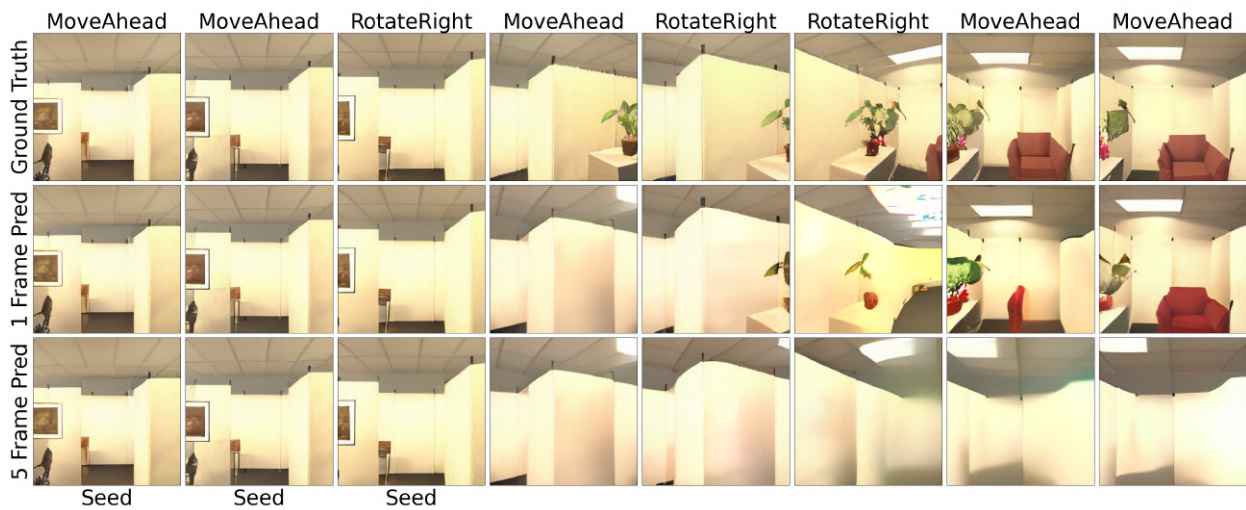 MoveAhead MoveAhead RotateRight MoveAhead RotateRight RotateRight MoveAhead MoveAhead
Ground Truth
1 Frame Pred
5 Frame Pred
Seed Seed Seed